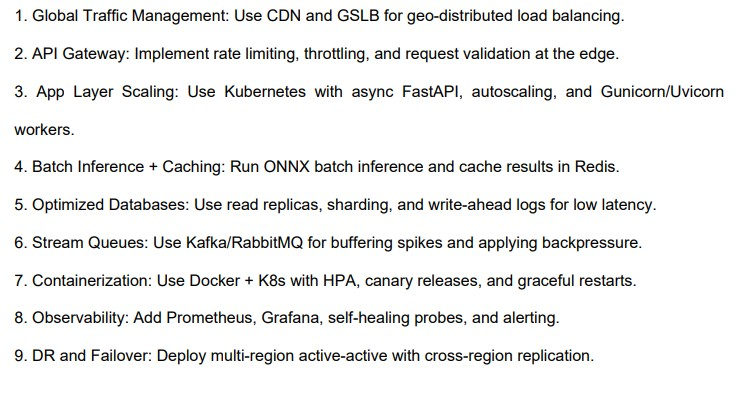 1. Global Traffic Management: Use CDN and GSLB for geo-distributed load balancing.
2. API Gateway: Implement rate limiting, throttling, and request validation at the edge.
3. App Layer Scaling: Use Kubernetes with async FastAPI, autoscaling, and Gunicorn/Uvicorn
workers.
4. Batch Inference + Caching: Run ONNX batch inference and cache results in Redis.
5. Optimized Databases: Use read replicas, sharding, and write-ahead logs for low latency.
6. Stream Queues: Use Kafka/RabbitMQ for buffering spikes and applying backpressure.
7. Containerization: Use Docker + K8s with HPA, canary releases, and graceful restarts.
8. Observability: Add Prometheus, Grafana, self-healing probes, and alerting.
9. DR and Failover: Deploy multi-region active-active with cross-region replication.